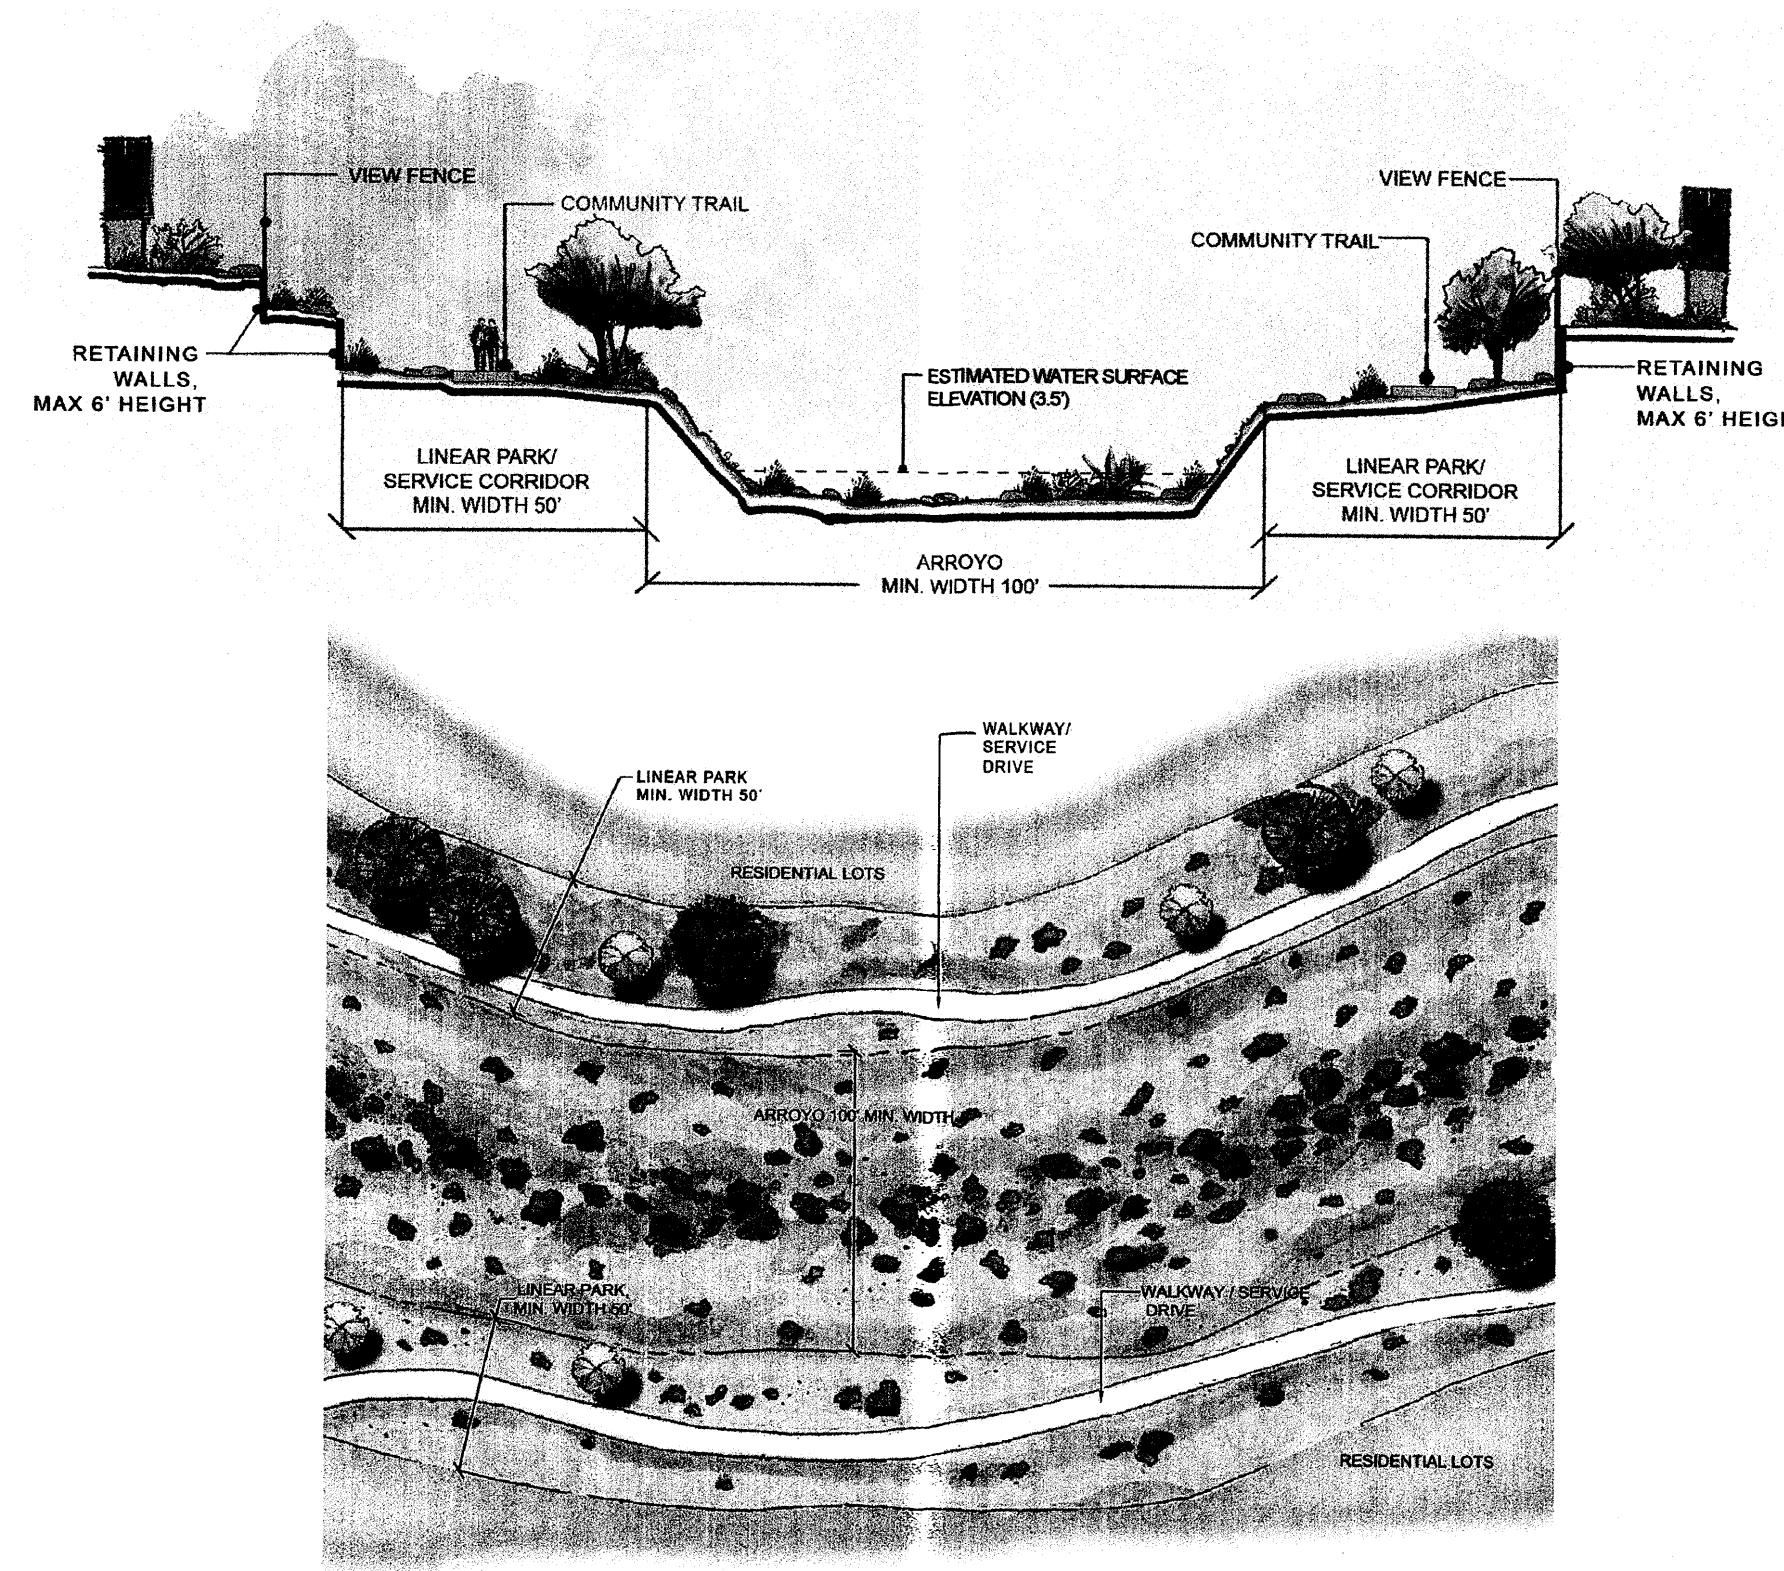 VIEW FENCE
COMMUNITY TRAIL
VIEW FENCE
COMMUNITY TRAIL
RETAINING
WALLS,
MAX 6' HEIGHT
ESTIMATED WATER SURFACE
ELEVATION (3.5')
RETAINING
WALLS,
MAX 6' HEIG
LINEAR PARK/
SERVICE CORRIDOR
MIN. WIDTH 50'
LINEAR PARK/
SERVICE CORRIDOR
MIN. WIDTH 50'
ARROYO
MIN. WIDTH 100'
WALKWAY/
SERVICE
DRIVE
LINEAR PARK
MIN. WIDTH 50'
RESIDENTIAL LOTS
ARROYO 100' MIN. WIDTH
LINEAR PARK,
MIN. WIDTH 50'
WALKWAY / SERVICE
DRIVE
RESIDENTIAL LOTS